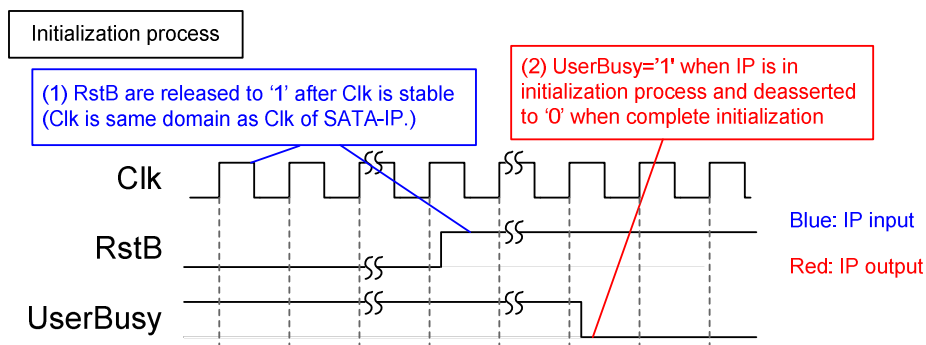 Initialization process
(1) RstB are released to ‘1’ after Clk is stable
(Clk is same domain as Clk of SATA-IP.)
(2) UserBusy=’1' when IP is in
initialization process and deasserted
to ‘0’ when complete initialization
Clk
RstB
UserBusy
Blue: IP input
Red: IP output